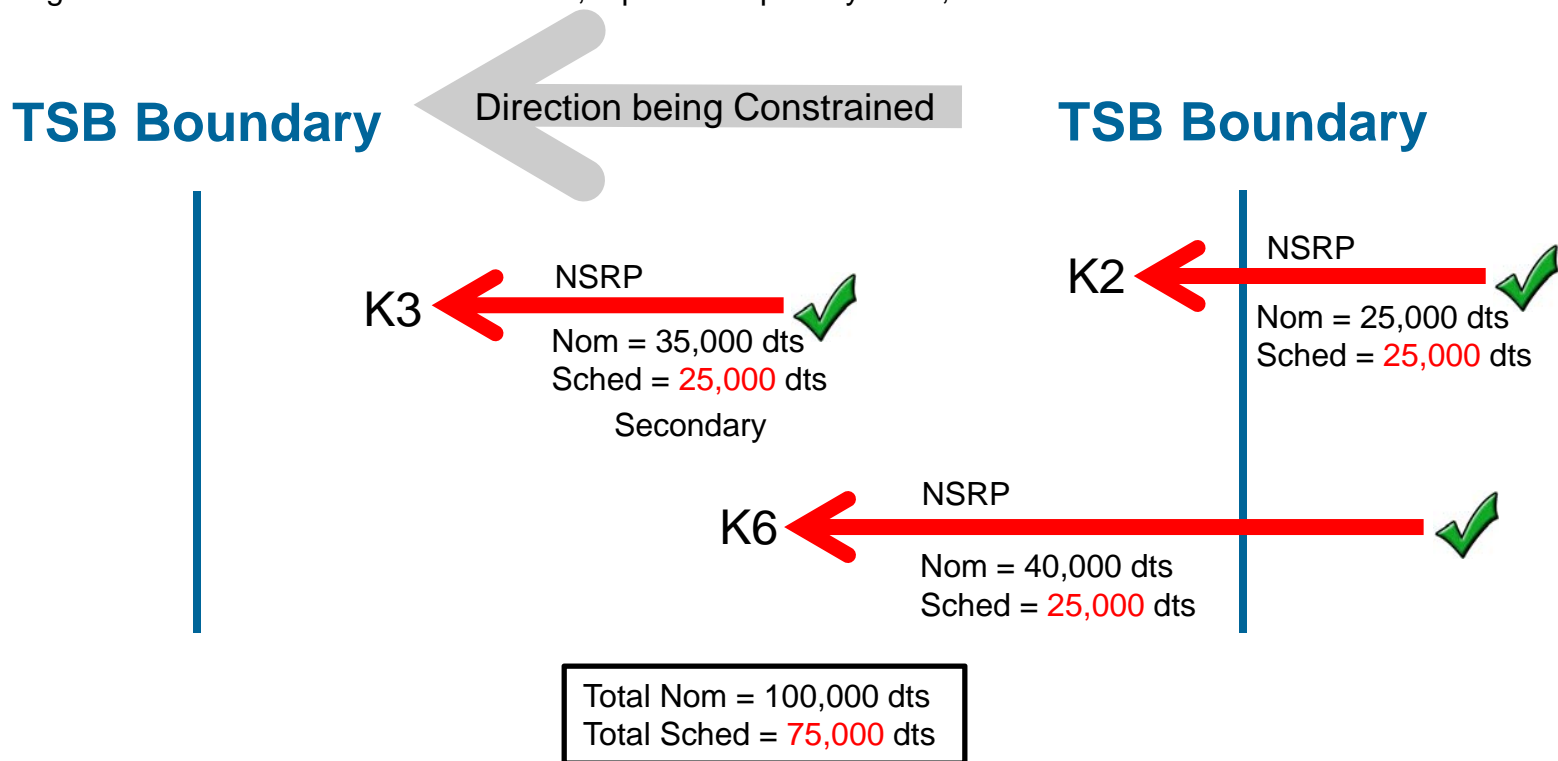 Direction being Constrained
TSB Boundary
TSB Boundary
NSRP
K2
Nom = 25,000 dts
Sched = 25,000 dts
NSRP
K3
Nom = 35,000 dts
Sched = 25,000 dts
Secondary
NSRP
K6
Nom = 40,000 dts
Sched = 25,000 dts
Total Nom = 100,000 dts
Total Sched = 75,000 dts